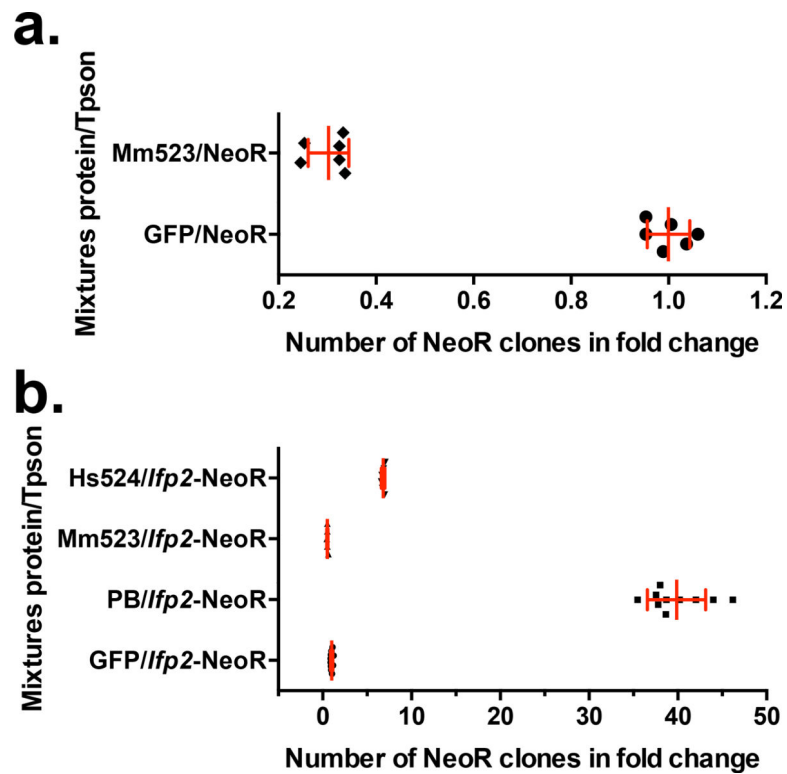 a.
Mixtures protein/Tpson
Mm523/NeoR
GFP/NeoR
0.2 0.4 0.6 0.8 1.0 1.2
Number of NeoR clones in fold change
b.
Mixtures protein/Tpson
Hs524/Ifp2-NeoR
Mm523/Ifp2-NeoR
PB/Ifp2-NeoR
GFP/Ifp2-NeoR
0 10 20 30 40 50
Number of NeoR clones in fold change